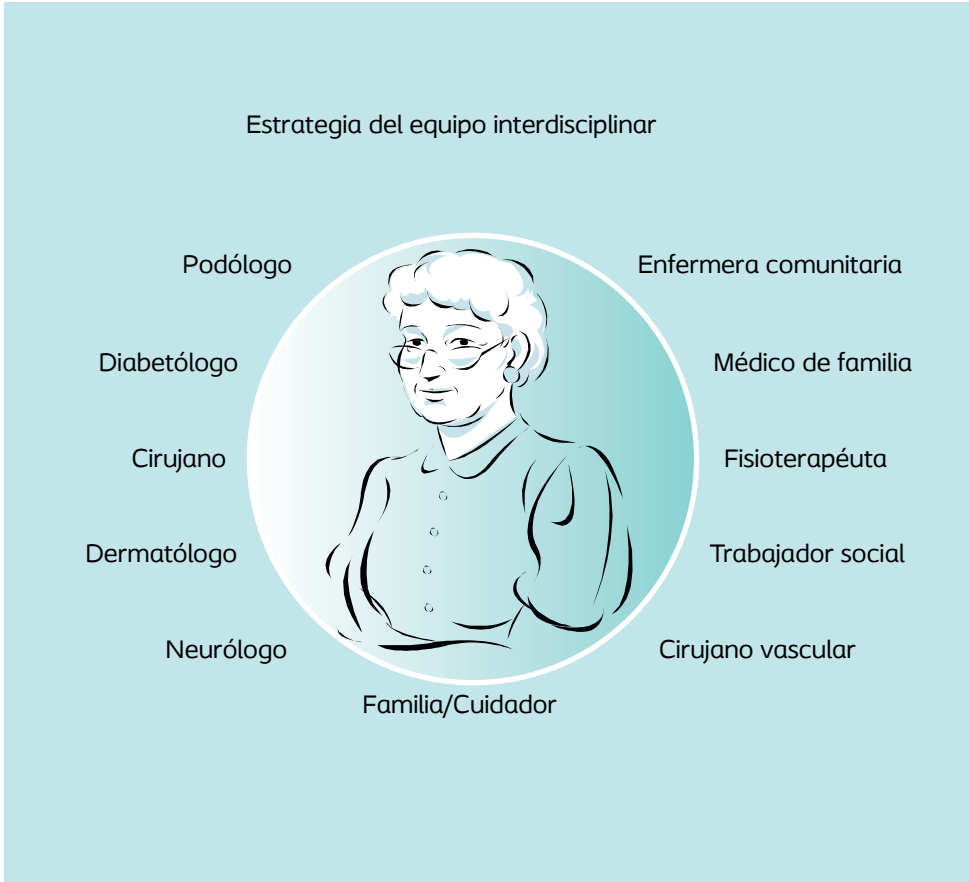 Estrategia del equipo interdisciplinar
Podólogo
Enfermera comunitaria
Diabetólogo
Médico de familia
Cirujano
Fisioterapéuta
Dermatólogo
Trabajador social
Neurólogo
Cirujano vascular
Familia/Cuidador